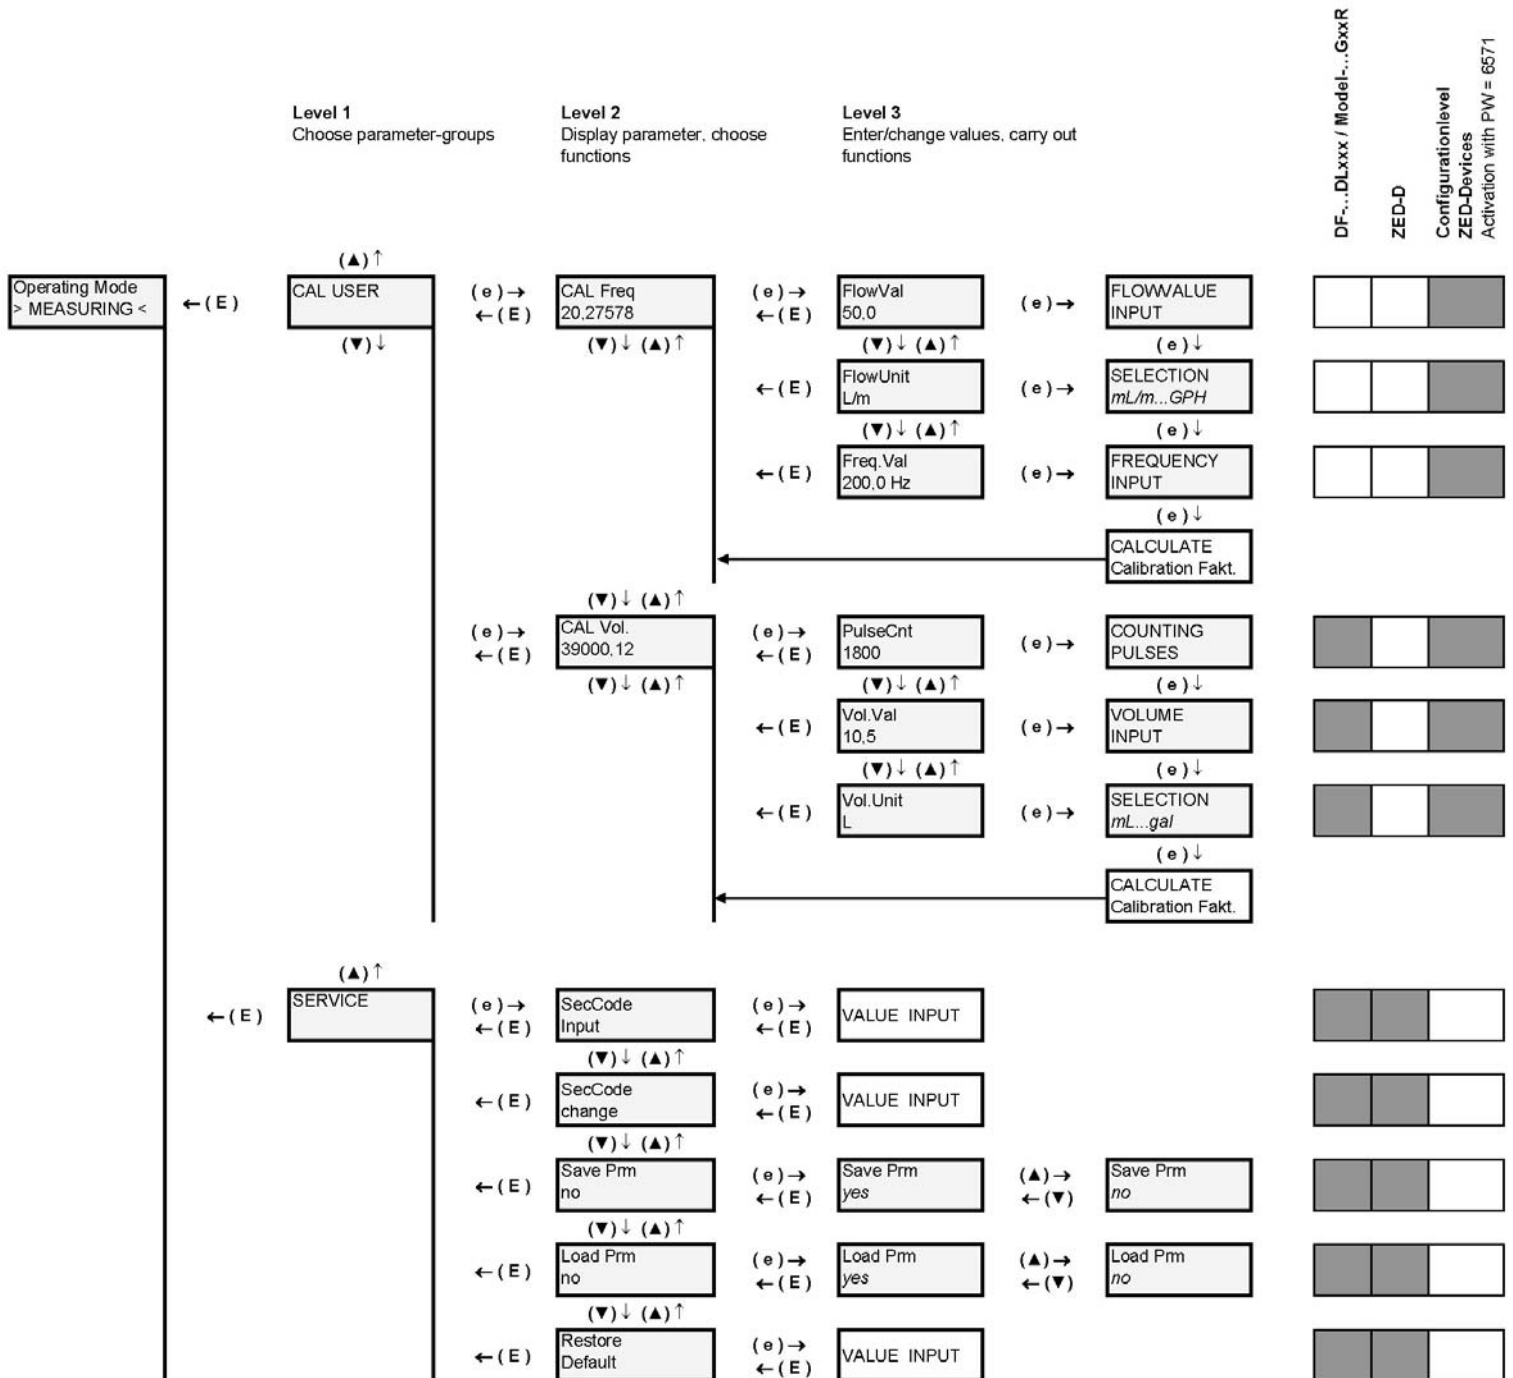 Level 1
Choose parameter-groups
Level 2
Display parameter, choose
functions
Level 3
Enter/change values, carry out
functions
DF-...DLxxx / Model-...GxxR
ZED-D
Configurationlevel
ZED-Devices
Activation with PW = 6571
(▲)↑
Operating Mode
> MEASURING <
←(E)
CAL USER
(e)→
←(E)
CAL Freq
20,27578
(e)→
←(E)
FlowVal
50,0
(e)→
FLOWVALUE
INPUT
(▼)↓
(▼)↓ (▲)↑
(▼)↓ (▲)↑
(e)↓
←(E)
FlowUnit
L/m
(e)→
SELECTION
mL/m...GPH
(▼)↓ (▲)↑
(e)↓
←(E)
Freq.Val
200,0 Hz
(e)→
FREQUENCY
INPUT
(e)↓
CALCULATE
Calibration Fakt.
(▼)↓ (▲)↑
(e)→
←(E)
CAL Vol.
39000,12
(e)→
←(E)
PulseCnt
1800
(e)→
COUNTING
PULSES
(▼)↓ (▲)↑
(▼)↓ (▲)↑
(e)↓
←(E)
Vol.Val
10,5
(e)→
VOLUME
INPUT
(▼)↓ (▲)↑
(e)↓
←(E)
Vol.Unit
L
(e)→
SELECTION
mL...gal
(e)↓
CALCULATE
Calibration Fakt.
(▲)↑
←(E)
SERVICE
(e)→
←(E)
SecCode
Input
(e)→
←(E)
VALUE INPUT
(▼)↓ (▲)↑
←(E)
SecCode
change
(e)→
←(E)
VALUE INPUT
(▼)↓ (▲)↑
←(E)
Save Prm
no
(e)→
←(E)
Save Prm
yes
(▲)→
←(▼)
Save Prm
no
(▼)↓ (▲)↑
←(E)
Load Prm
no
(e)→
←(E)
Load Prm
yes
(▲)→
←(▼)
Load Prm
no
(▼)↓ (▲)↑
←(E)
Restore
Default
(e)→
←(E)
VALUE INPUT